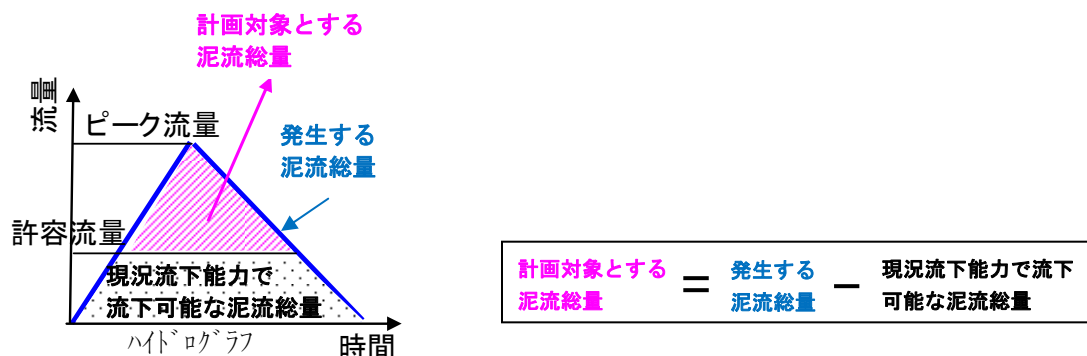 計画対象とする
泥流総量
流量
ピーク流量
発生する
泥流総量
許容流量
現況流下能力で
流下可能な泥流総量
ハイドログラフ
時間
計画対象とする
泥流総量
=
発生する
泥流総量
−
現況流下能力で流下
可能な泥流総量